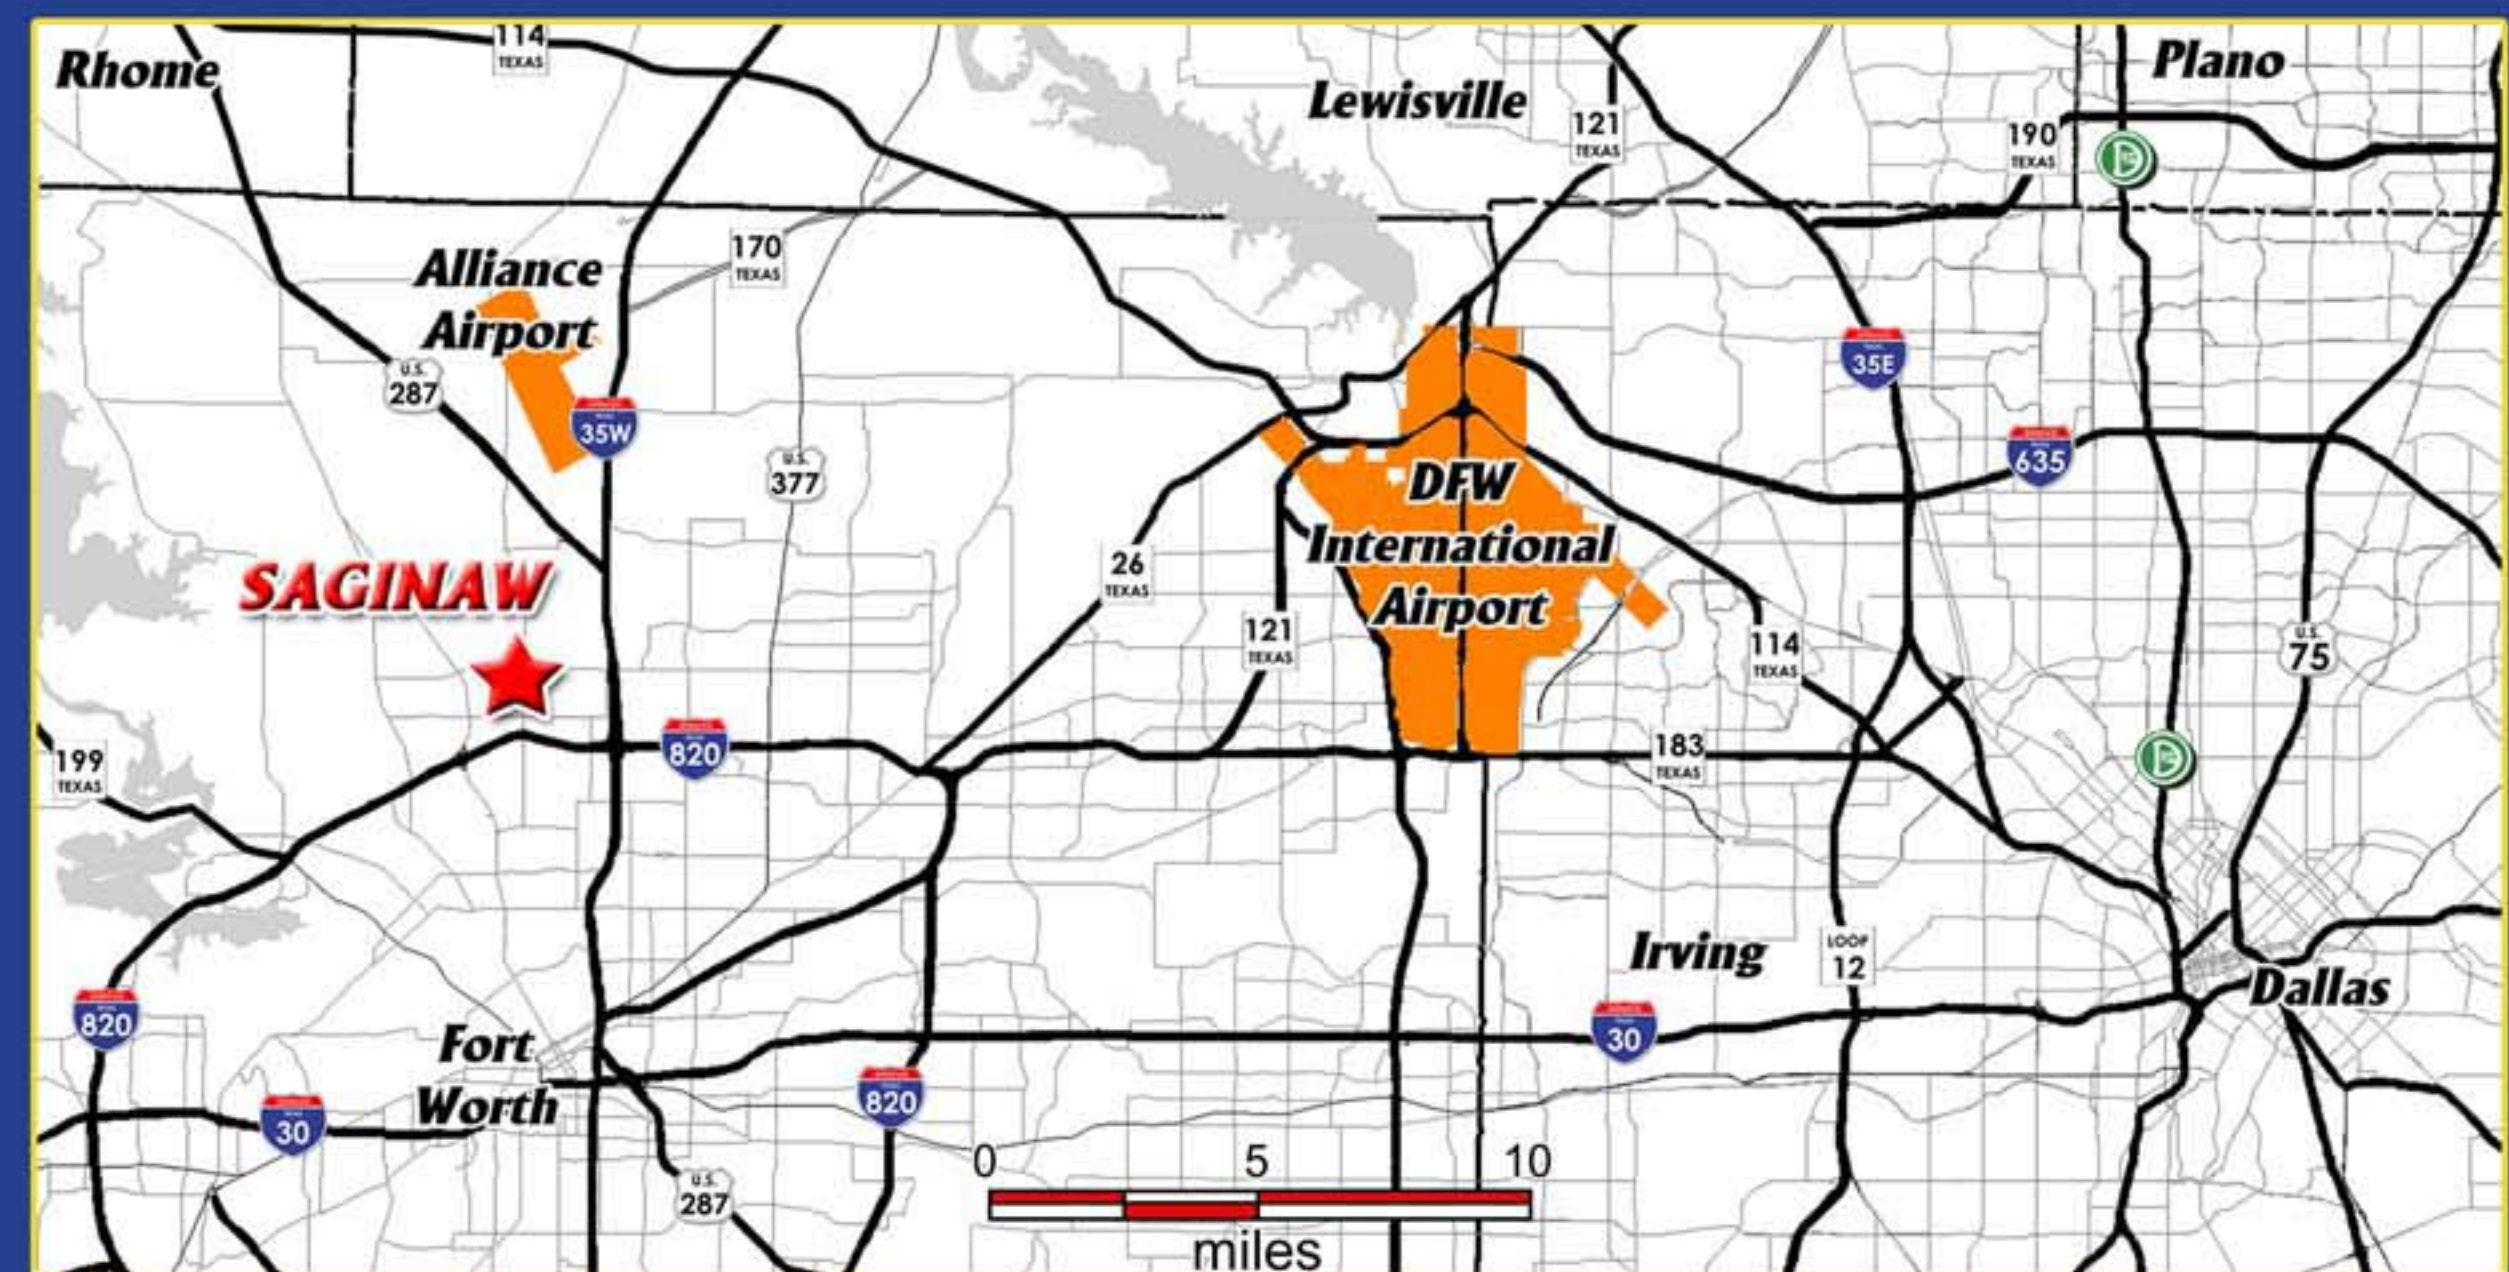 114
TEXAS
Rhome
Plano
Lewisville
121
TEXAS
190
TEXAS
170
TEXAS
Alliance
Airport
U.S.
287
35W
35E
635
U.S.
377
DFW
International
Airport
SAGINAW
26
TEXAS
121
TEXAS
114
TEXAS
U.S.
75
820
183
TEXAS
199
TEXAS
Irving
LOOP
12
Dallas
820
Fort
Worth
30
820
30
U.S.
287
0 5 10
miles